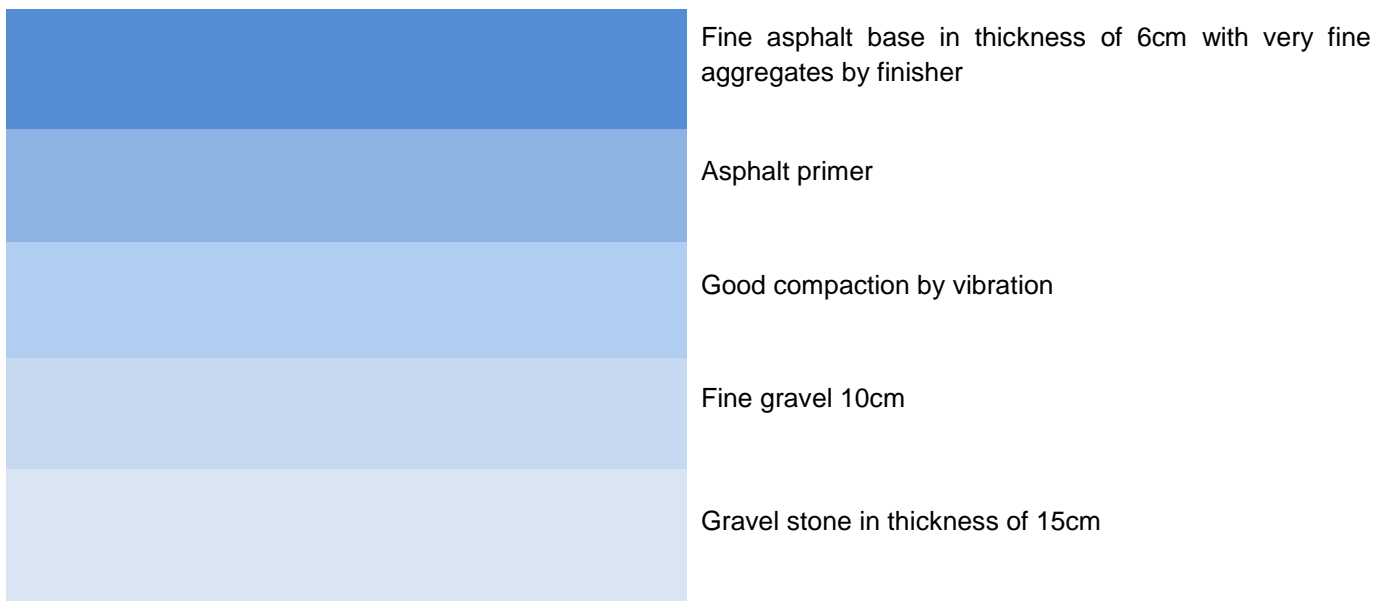 Fine asphalt base in thickness of 6cm with very fine
aggregates by finisher
Asphalt primer
Good compaction by vibration
Fine gravel 10cm
Gravel stone in thickness of 15cm